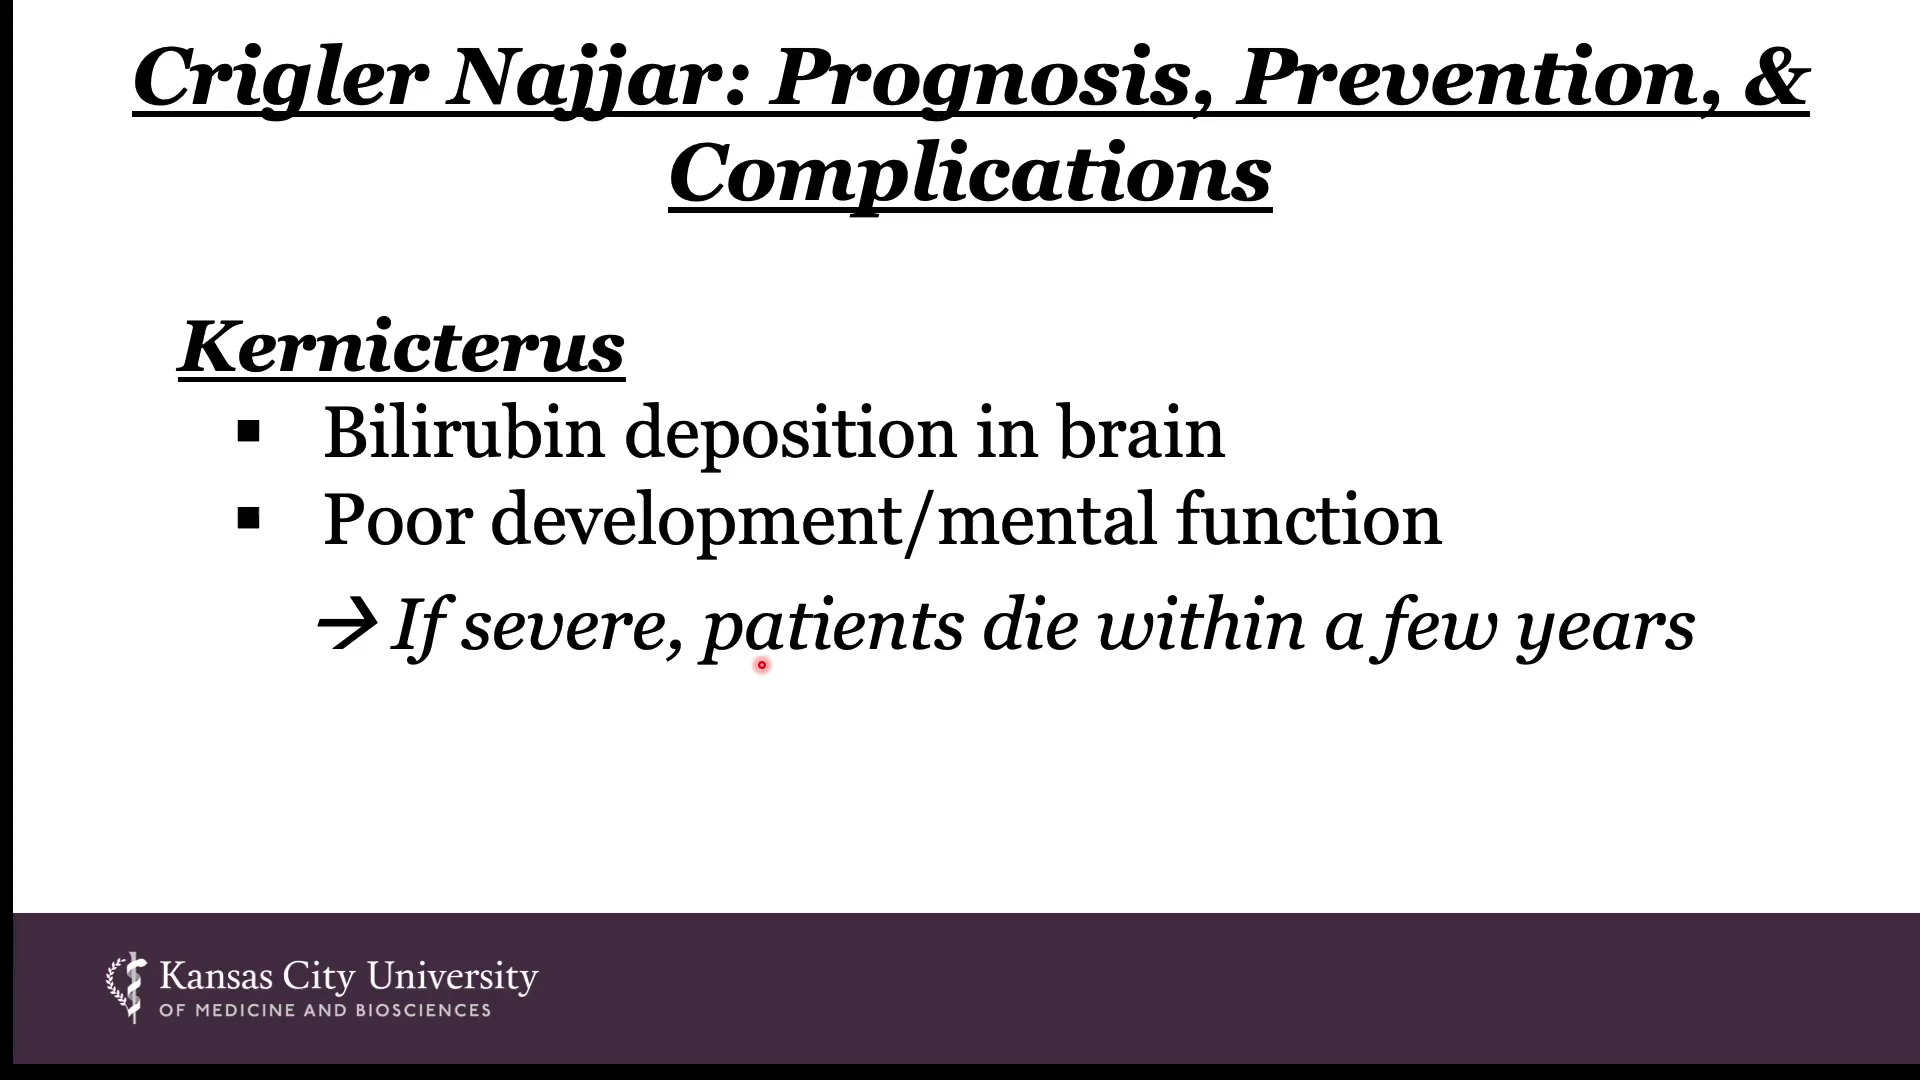 Crigler Najjar: Prognosis, Prevention, &
Complications
Kernicterus
▪ Bilirubin deposition in brain
▪ Poor development/mental function
→ If severe, patients die within a few years
Kansas City University
OF MEDICINE AND BIOSCIENCES